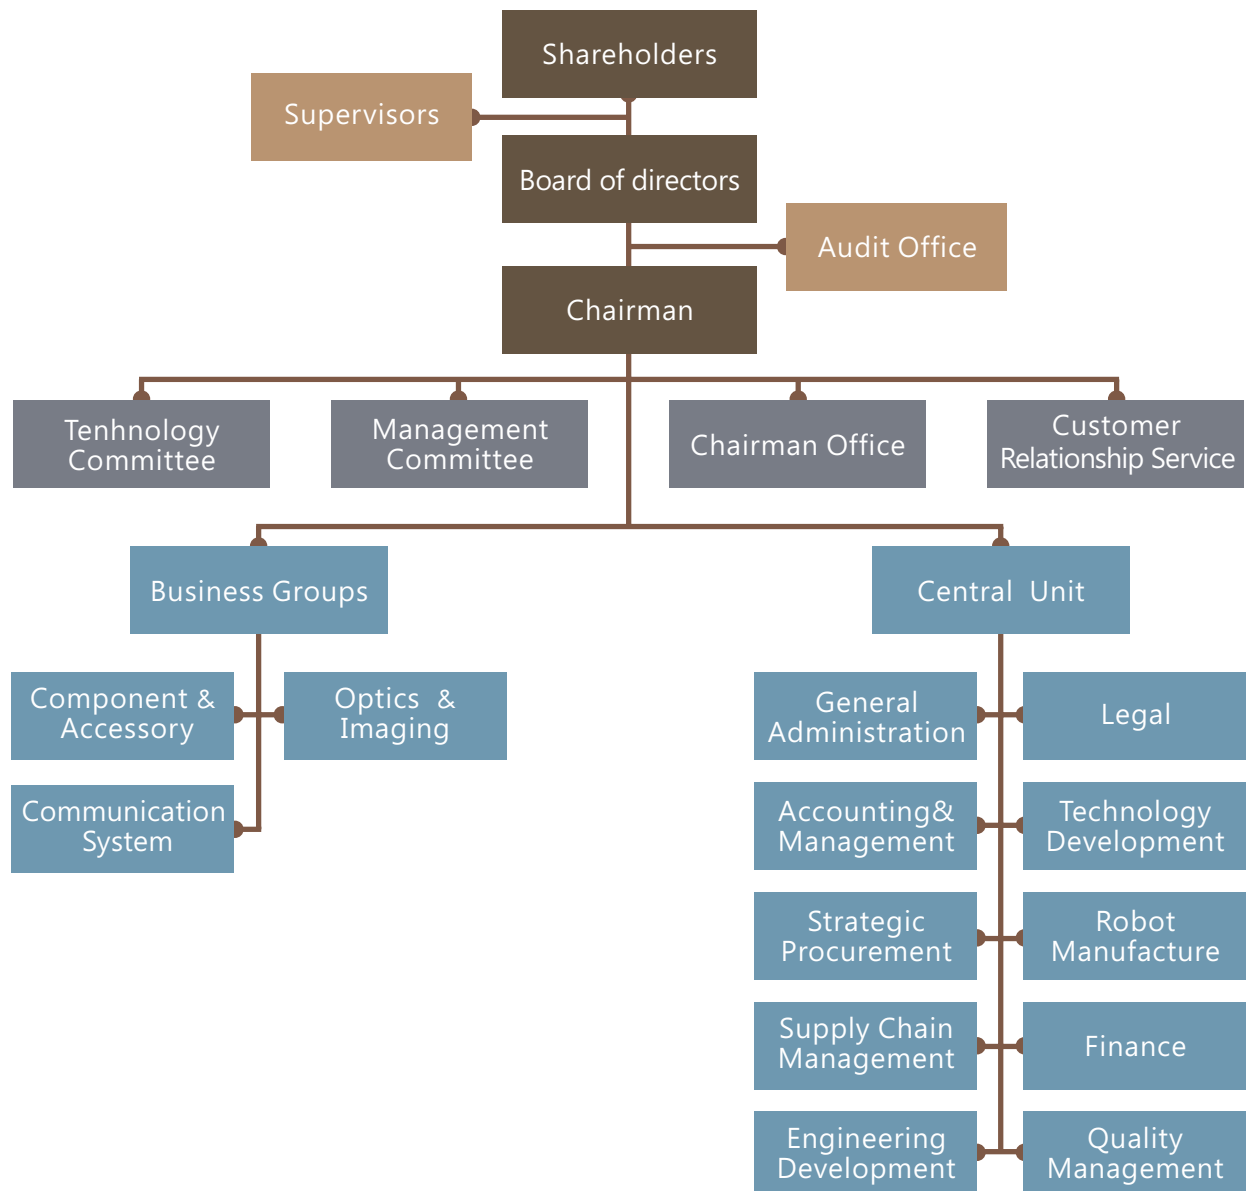 Shareholders
Supervisors
Board of directors
Audit Office
Chairman
Tenhnology
Committee
Management
Committee
Chairman Office
Customer
Relationship Service
Business Groups
Central Unit
Component &
Accessory
Optics &
Imaging
Communication
System
General
Administration
Legal
Accounting&
Management
Technology
Development
Strategic
Procurement
Robot
Manufacture
Supply Chain
Management
Finance
Engineering
Development
Quality
Management